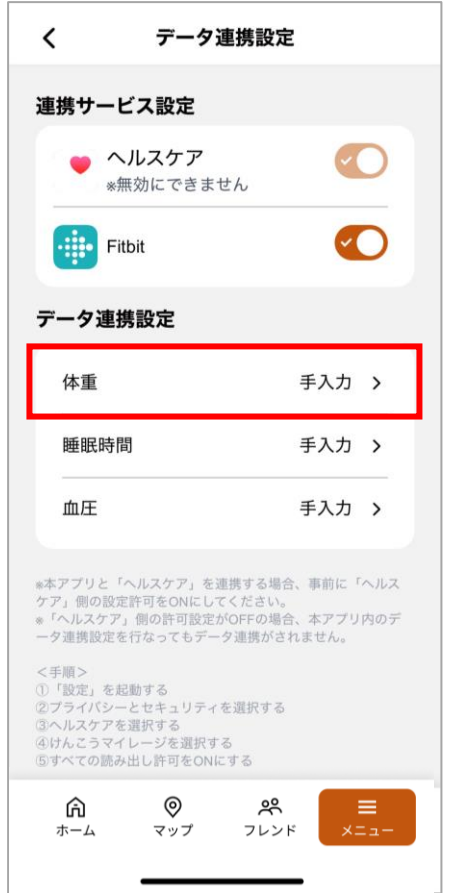 データ連携設定
連携サービス設定
ヘルスケア
※無効にできません
Fitbit
データ連携設定
体重 手入力
睡眠時間 手入力
血圧 手入力
※本アプリと「ヘルスケア」を連携する場合、事前に「ヘルス
ケア」側の設定許可をONにしてください。
※「ヘルスケア」側の許可設定がOFFの場合、本アプリ内のデ
ータ連携設定を行なってもデータ連携がされません。
＜手順＞
①「設定」を起動する
②プライバシーとセキュリティを選択する
③ヘルスケアを選択する
④けんこうマイレージを選択する
⑤すべての読み出し許可をONにする
ホーム マップ フレンド メニュー